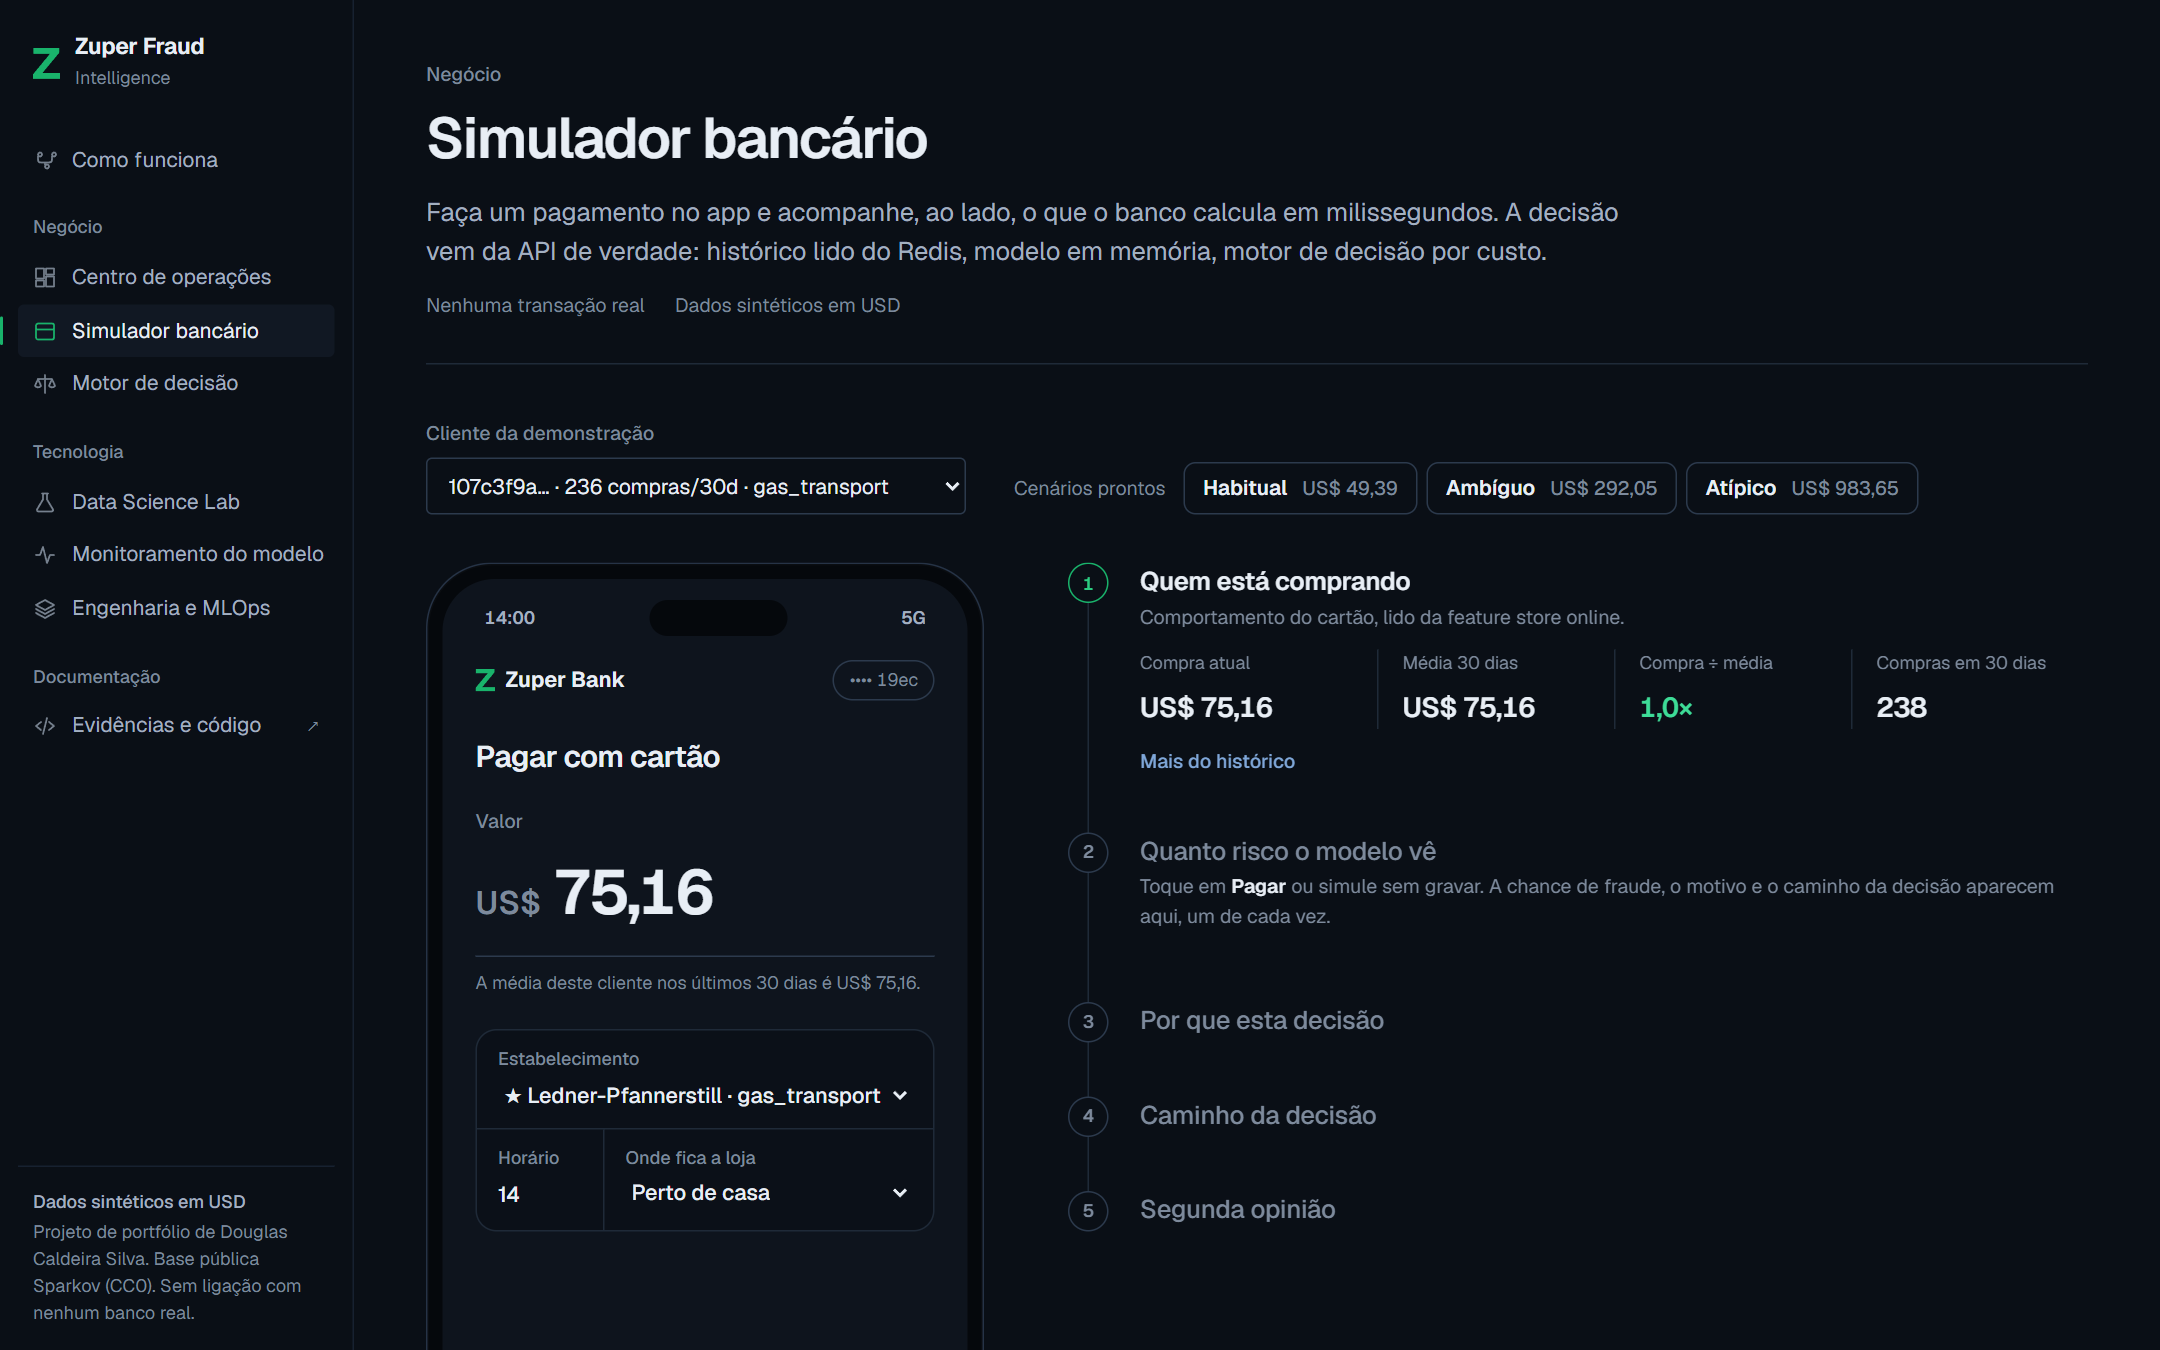 Zuper Fraud
Intelligence
Como funciona
Negócio
Centro de operações
Simulador bancário
Motor de decisão
Tecnologia
Data Science Lab
Monitoramento do modelo
Engenharia e MLOps
Documentação
Evidências e código ↗
Dados sintéticos em USD
Projeto de portfólio de Douglas
Caldeira Silva. Base pública
Sparkov (CC0). Sem ligação com
nenhum banco real.
Negócio
Simulador bancário
Faça um pagamento no app e acompanhe, ao lado, o que o banco calcula em milissegundos. A decisão
vem da API de verdade: histórico lido do Redis, modelo em memória, motor de decisão por custo.
Nenhuma transação real Dados sintéticos em USD
Cliente da demonstração
107c3f9a… · 236 compras/30d · gas_transport
Cenários prontos Habitual US$ 49,39 Ambíguo US$ 292,05 Atípico US$ 983,65
14:00 5G
Z Zuper Bank •••• 19ec
Pagar com cartão
Valor
US$ 75,16
A média deste cliente nos últimos 30 dias é US$ 75,16.
Estabelecimento
★ Ledner-Pfannerstill · gas_transport
Horário Onde fica a loja
14 Perto de casa
1 Quem está comprando
Comportamento do cartão, lido da feature store online.
Compra atual Média 30 dias Compra ÷ média Compras em 30 dias
US$ 75,16 US$ 75,16 1,0× 238
Mais do histórico
2 Quanto risco o modelo vê
Toque em Pagar ou simule sem gravar. A chance de fraude, o motivo e o caminho da decisão aparecem
aqui, um de cada vez.
3 Por que esta decisão
4 Caminho da decisão
5 Segunda opinião